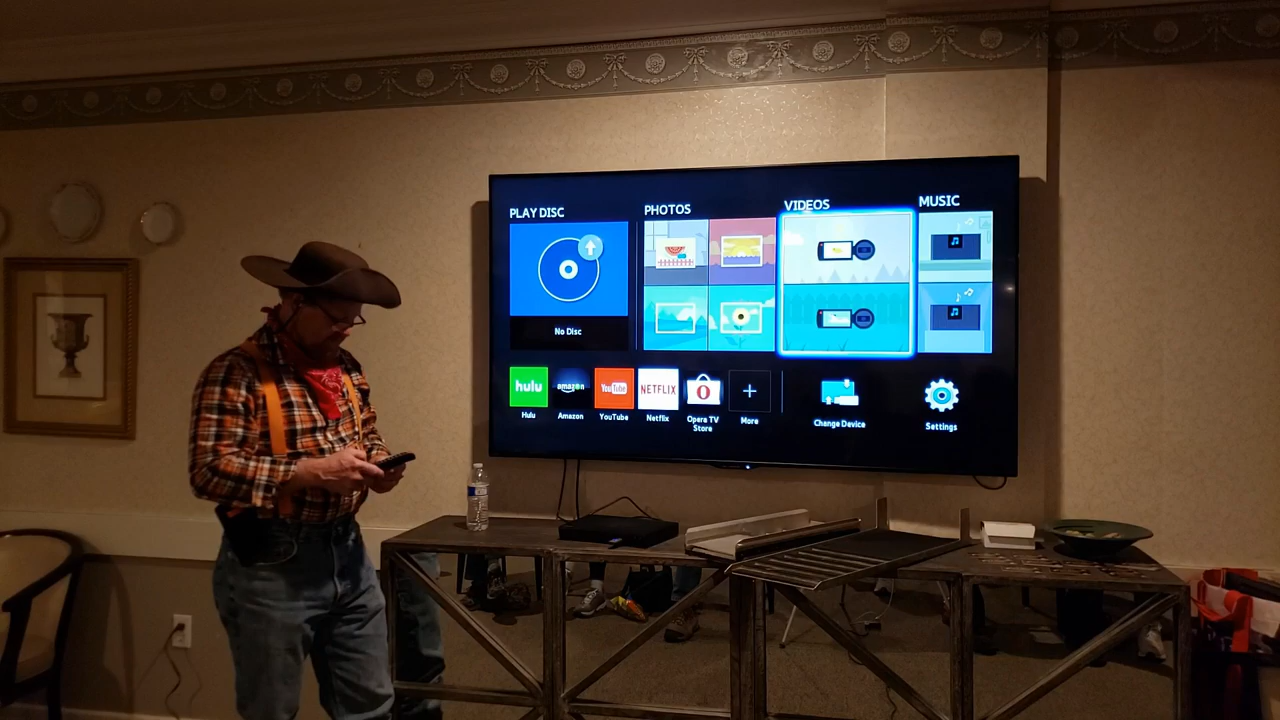 PLAY DISC
PHOTOS
VIDEOS
MUSIC
No Disc
hulu
amazon
YouTube
NETFLIX
Hulu
Amazon
YouTube
Netflix
Opera TV
Store
More
Change Device
Settings